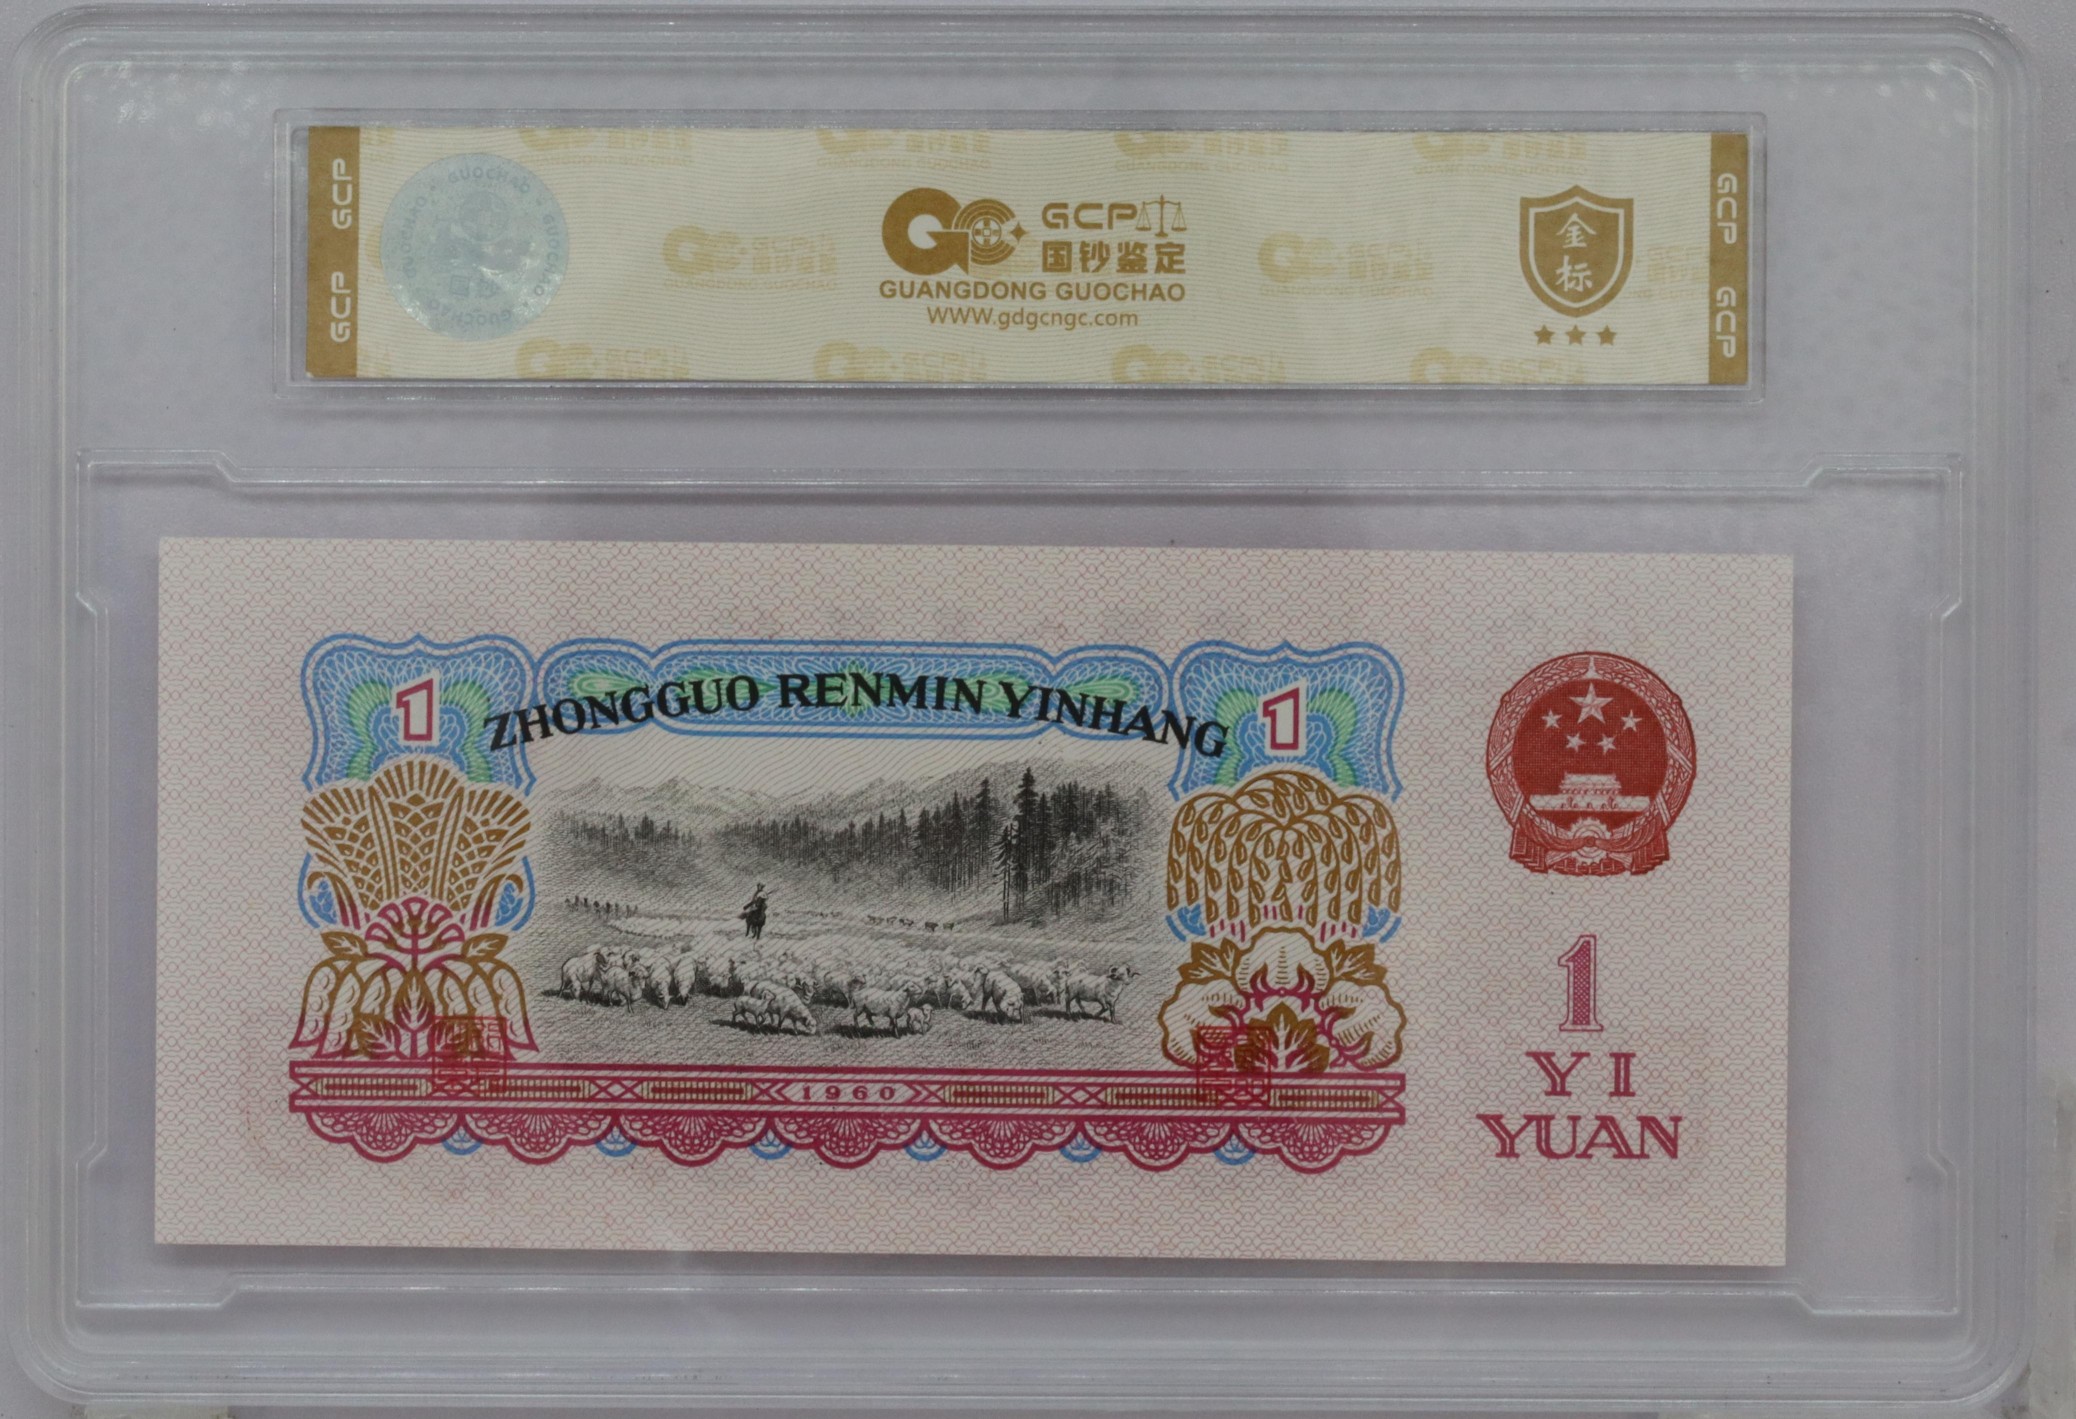 GCP GCP
GUOCHAO
GCP
国钞鉴定
GUANGDONG GUOCHAO
WWW.gdgcngc.com
金标
GCP GCP
1
ZHONGGUO RENMIN YINHANG
1
1960
1
YI
YUAN